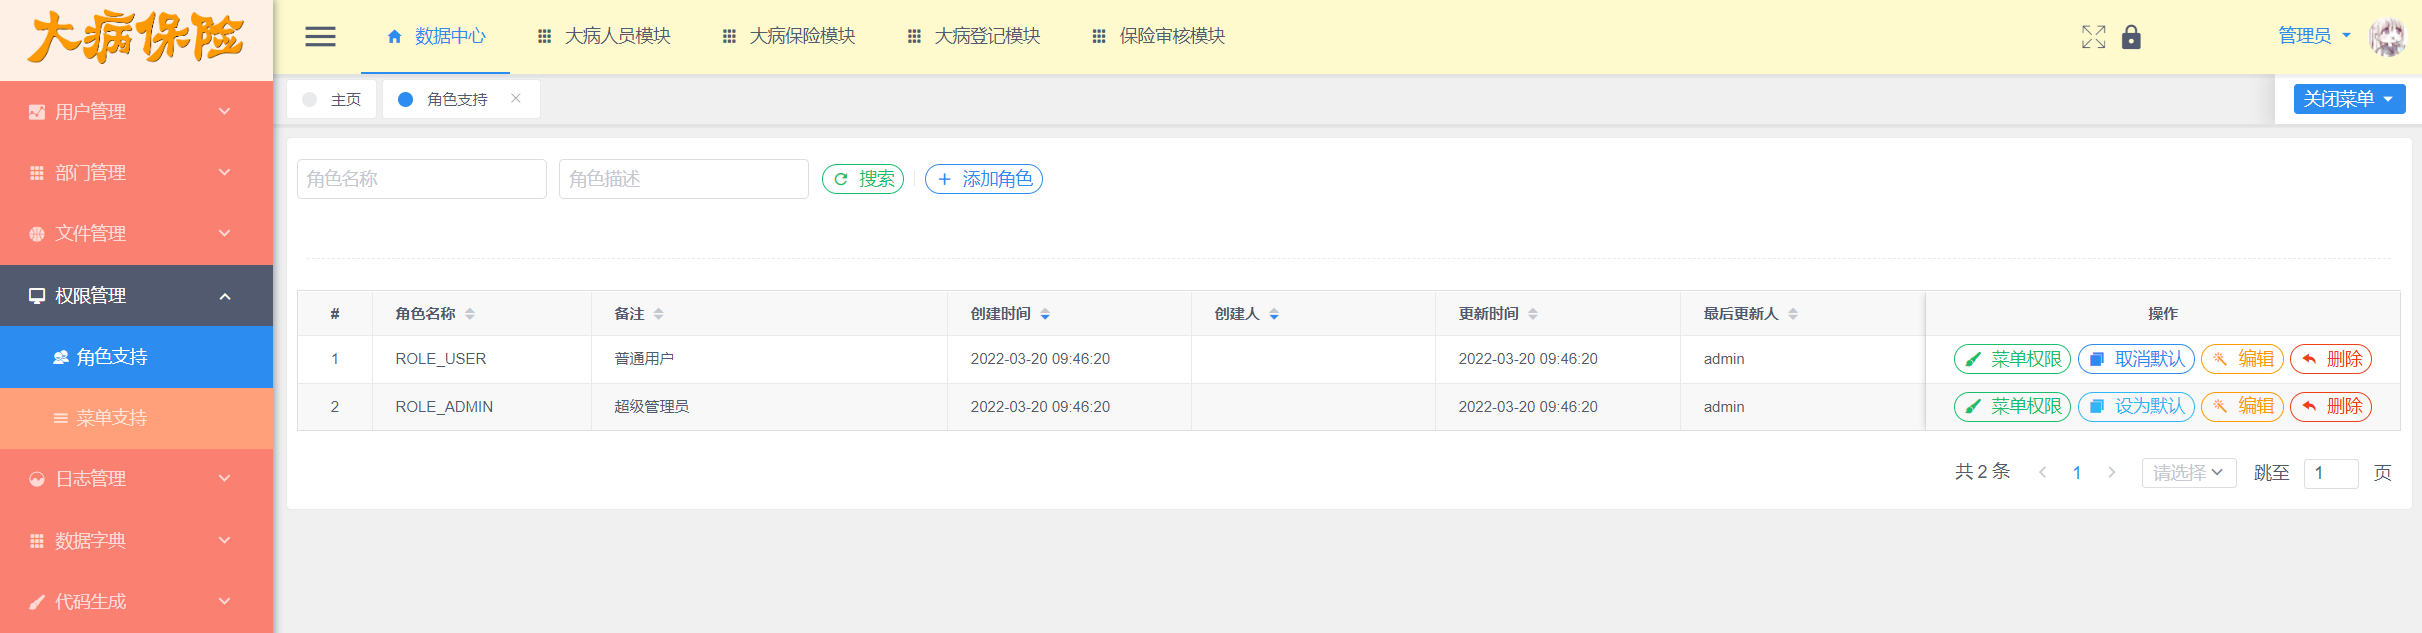 大病保险
数据中心 大病人员模块 大病保险模块 大病登记模块 保险审核模块 管理员
主页 角色支持 关闭菜单
用户管理
部门管理
文件管理
权限管理
角色支持
菜单支持
日志管理
数据字典
代码生成
角色名称 角色描述 搜索 添加角色
# 角色名称 备注 创建时间 创建人 更新时间 最后更新人 操作
1 ROLE_USER 普通用户 2022-03-20 09:46:20 2022-03-20 09:46:20 admin 菜单权限 取消默认 编辑 删除
2 ROLE_ADMIN 超级管理员 2022-03-20 09:46:20 2022-03-20 09:46:20 admin 菜单权限 设为默认 编辑 删除
共 2 条 1 请选择 跳至 1 页